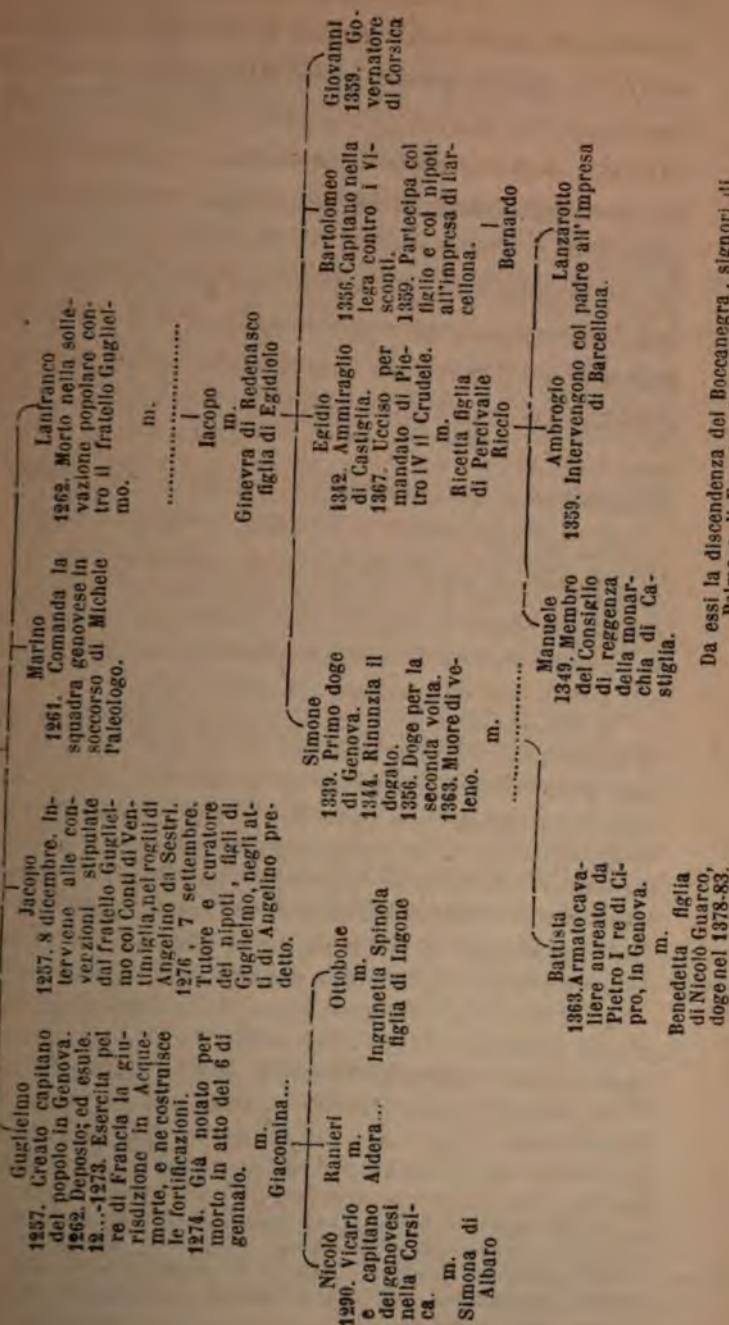 Guglielmo
1257. Creato capitano
del popolo in Genova.
1262. Deposto; ed esule.
12...-1273. Esercita pel
re di Francia la giu-
risdizione in Acque-
morte, e ne costruisce
le fortificazioni.
1274. Già notato per
morto in atto del 6 di
gennaio.
m.
Giacomina...
Jacopo
1257. 8 dicembre. In-
terviene alle con-
venzioni stipulate
dal fratello Gugliel-
mo coi Conti di Ven-
timiglia, nei rogiti di
Angelino da Sestri.
1276, 7 settembre.
Tutore e curatore
dei nipoti, figli di
Guglielmo, negli at-
ti di Angelino pre-
detto.
Marino
1261. Comanda la
squadra genovese in
soccorso di Michele
Paleologo.
Lanfranco
1262. Morto nella solle-
vazione popolare con-
tro il fratello Gugliel-
mo.
m.
....................
Iacopo
m.
Ginevra di Redenasco
figlia di Egidiolo
Nicolò
1290. Vicario
e capitano
dei genovesi
nella Corsi-
ca.
m.
Simona di
Albaro
Ranieri
m.
Aldera...
Ottobone
m.
Inguinetta Spinola
figlia di Ingone
Simone
1339. Primo doge
di Genova.
1344. Rinunzia il
dogato.
1356. Doge per la
seconda volta.
1363. Muore di ve-
leno.
m.
...............
Egidio
1342. Ammiraglio
di Castiglia.
1367. Ucciso per
mandato di Pie-
tro IV il Crudele.
m.
Ricetta figlia
di Percivalle
Riccio
Bartolomeo
1356. Capitano nella
lega contro i Vi-
sconti.
1359. Partecipa col
figlio e col nipoti
all'impresa di Bar-
cellona.
Bernardo
Giovanni
1359. Go-
vernatore
di Corsica
Battista
1363. Armato cava-
liere aureato da
Pietro I re di Ci-
pro, in Genova.
m.
Benedetta figlia
di Nicolò Guarco,
doge nel 1378-83.
Manuele
1349. Membro
del Consiglio
di reggenza
della monar-
chia di Ca-
stiglia.
Ambrogio Lanzarotto
1359. Intervengono col padre all'impresa
di Barcellona.
Da essi la discendenza dei Boccanegra, signori di